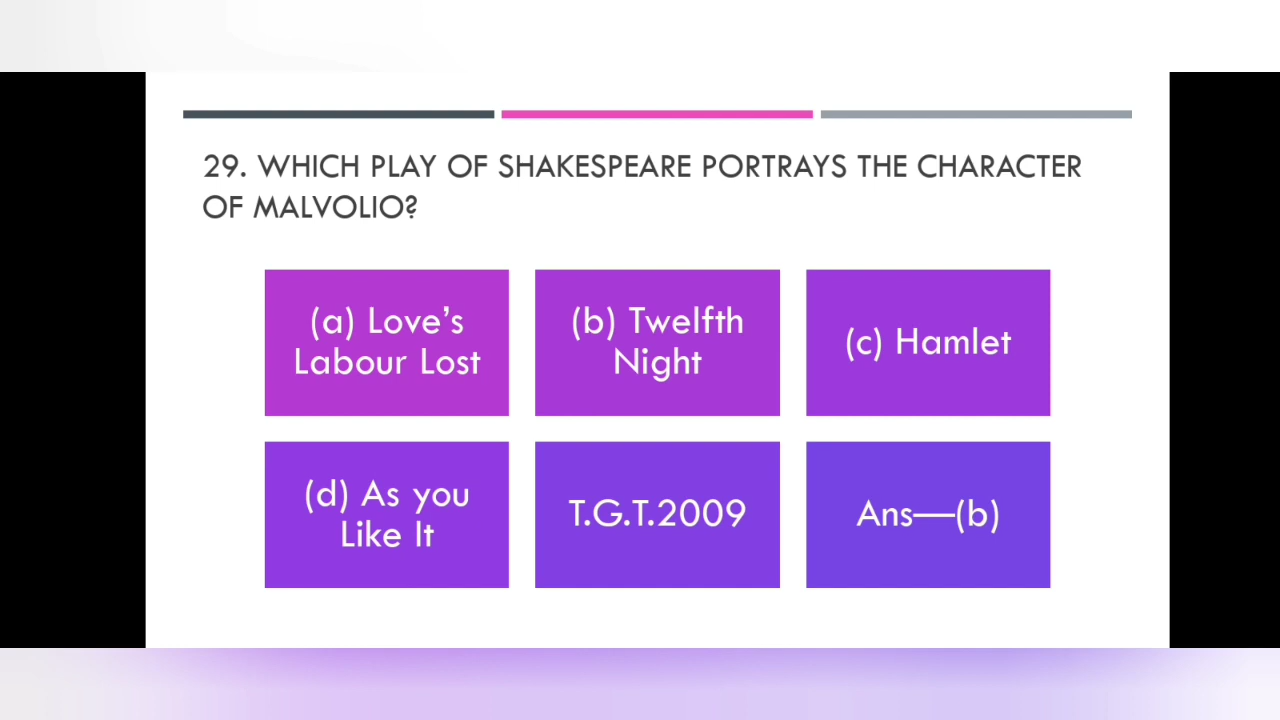 29. WHICH PLAY OF SHAKESPEARE PORTRAYS THE CHARACTER
OF MALVOLIO?
(a) Love's
Labour Lost
(b) Twelfth
Night
(c) Hamlet
(d) As you
Like It
T.G.T.2009
Ans—(b)